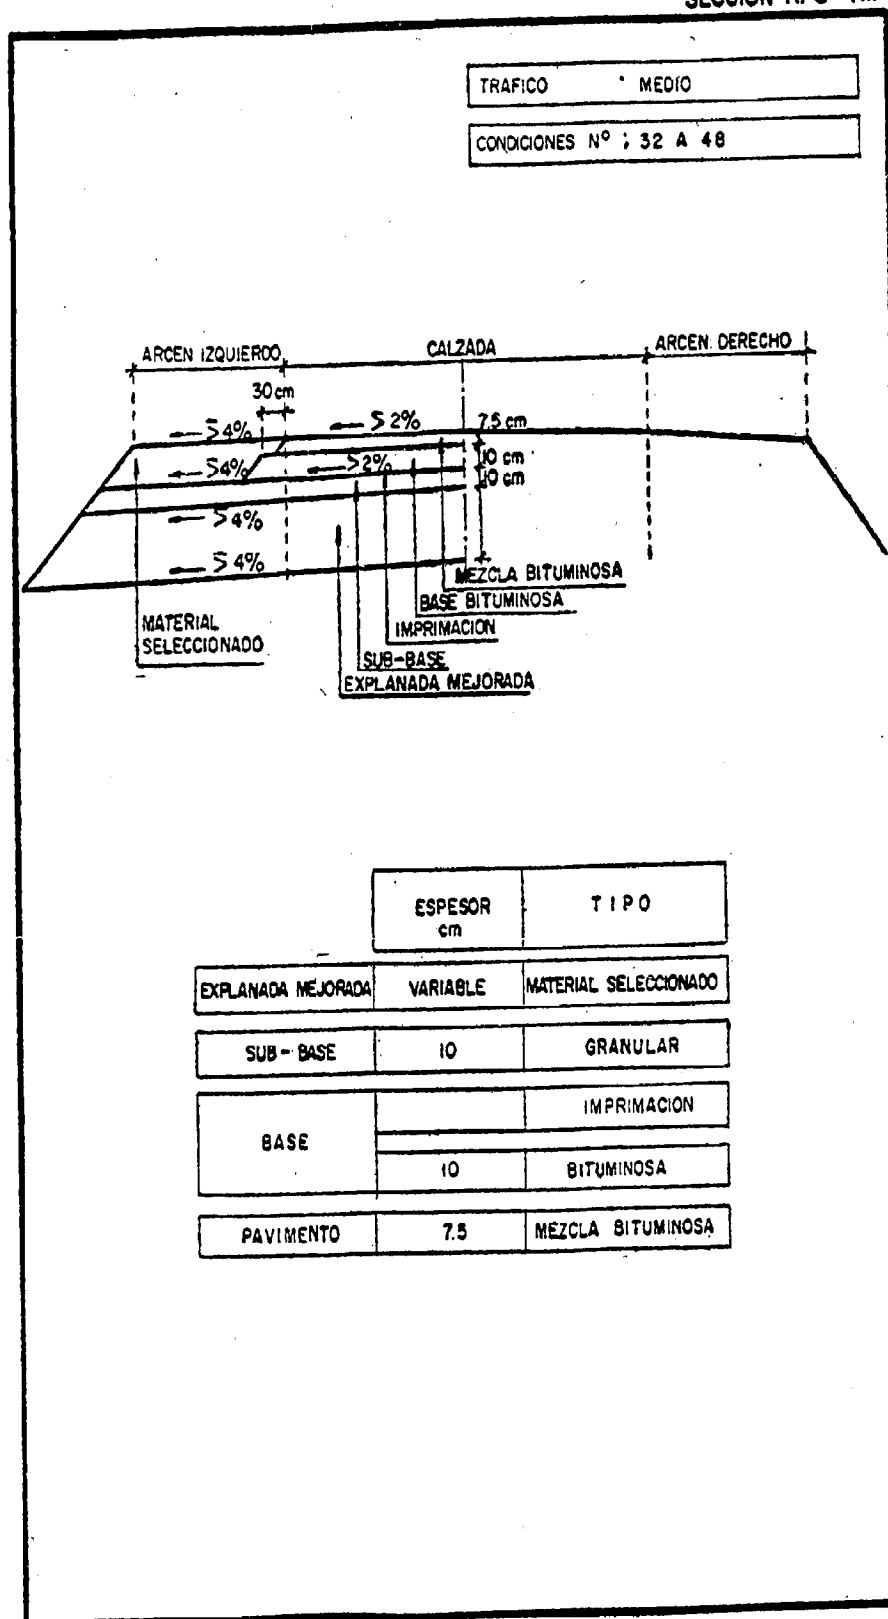 TRAFICO MEDIO
CONDICIONES Nº : 32 A 48
ARCEN IZQUIERDO CALZADA ARCEN DERECHO
30 cm
4% 2% 7.5 cm
4% 2% 10 cm
10 cm
4%
4%
MEZCLA BITUMINOSA
BASE BITUMINOSA
IMPRIMACION
SUB-BASE
EXPLANADA MEJORADA
MATERIAL
SELECCIONADO
ESPESOR
cm
TIPO
EXPLANADA MEJORADA VARIABLE MATERIAL SELECCIONADO
SUB-BASE 10 GRANULAR
BASE IMPRIMACION
10 BITUMINOSA
PAVIMENTO 7.5 MEZCLA BITUMINOSA